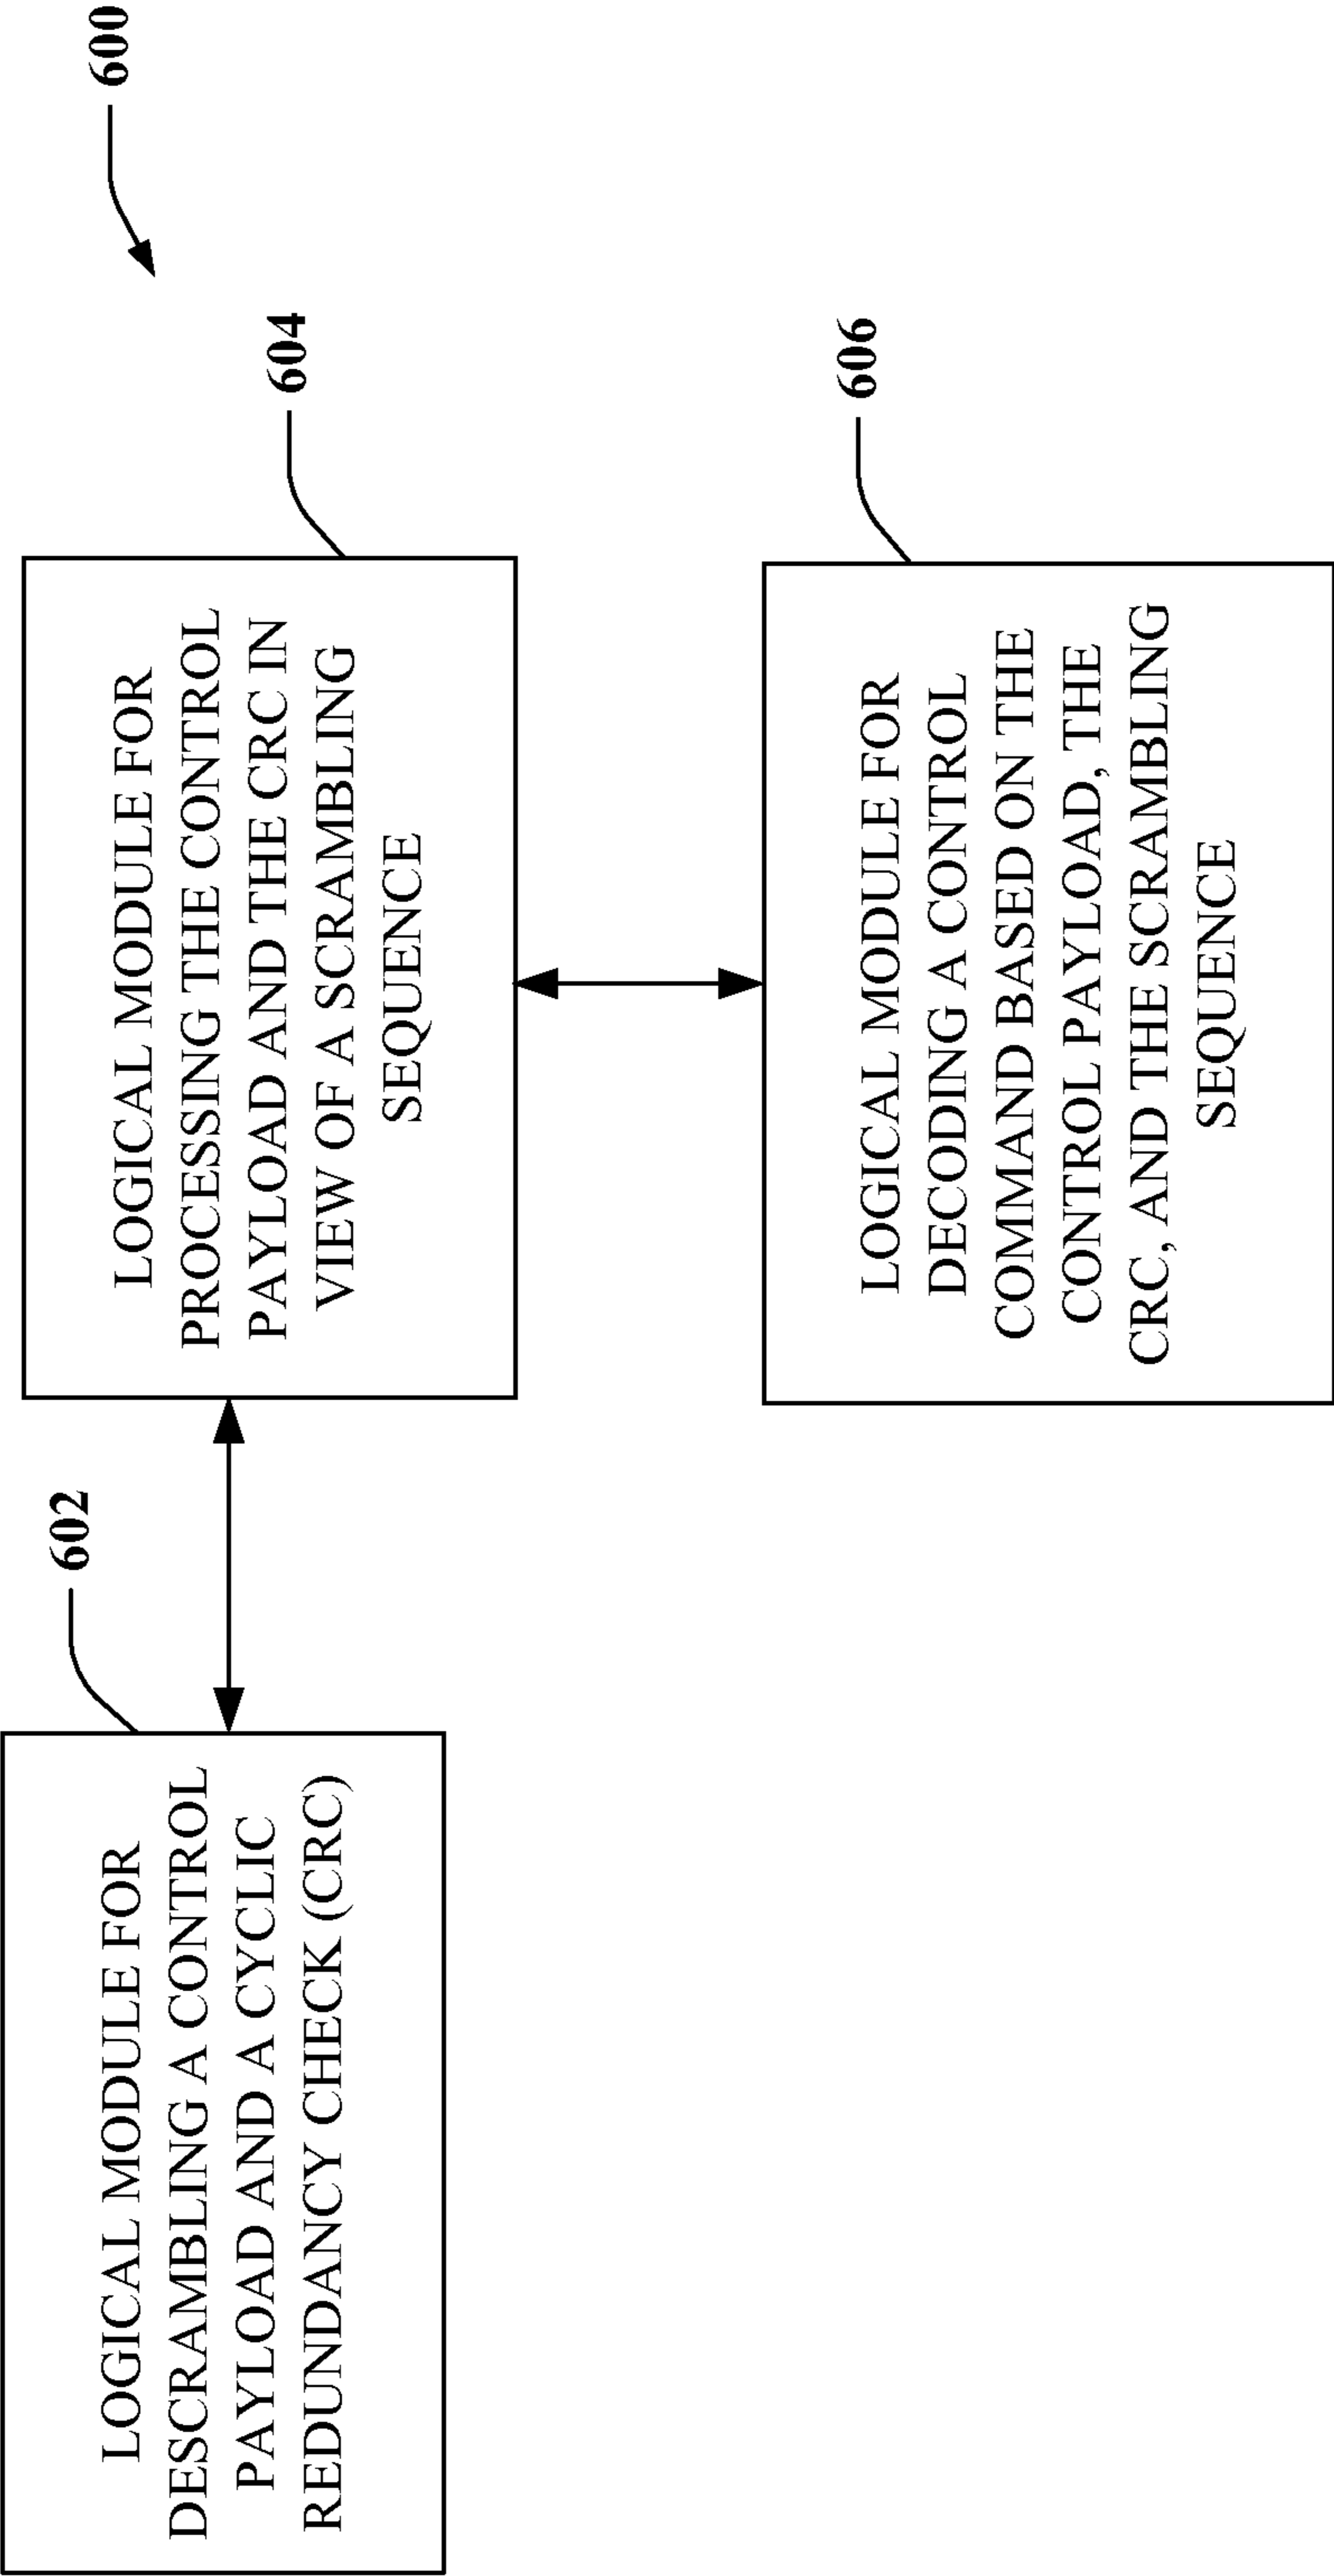 600
602
LOGICAL MODULE FOR
DESCRAMBLING A CONTROL
PAYLOAD AND A CYCLIC
REDUNDANCY CHECK (CRC)
604
LOGICAL MODULE FOR
PROCESSING THE CONTROL
PAYLOAD AND THE CRC IN
VIEW OF A SCRAMBLING
SEQUENCE
606
LOGICAL MODULE FOR
DECODING A CONTROL
COMMAND BASED ON THE
CONTROL PAYLOAD, THE
CRC, AND THE SCRAMBLING
SEQUENCE